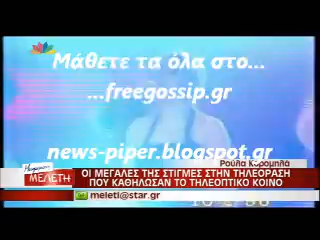 Μάθετε τα όλα στο...
...freegossip.gr
news-piper.blogspot.gr
Ρούλα Κορομηλά
ΜΕΛΕΤΗ
ΟΙ ΜΕΓΑΛΕΣ ΤΗΣ ΣΤΙΓΜΕΣ ΣΤΗΝ ΤΗΛΕΟΡΑΣΗ
ΠΟΥ ΚΑΘΗΛΩΣΑΝ ΤΟ ΤΗΛΕΟΠΤΙΚΟ ΚΟΙΝΟ
meleti@star.gr